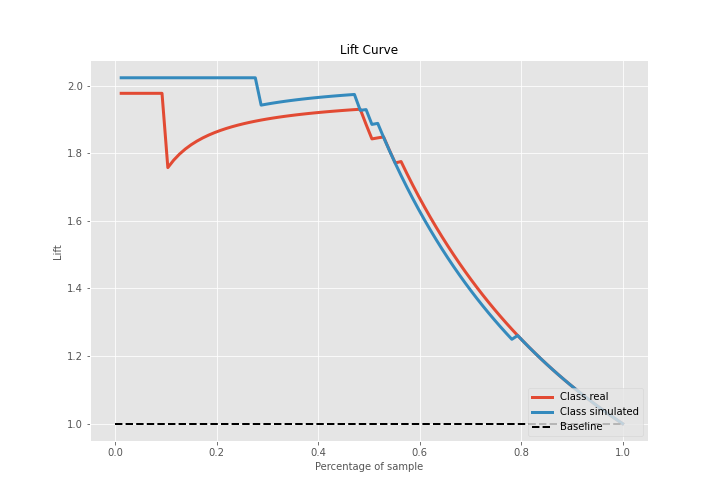 Lift Curve
2.0
1.8
1.6
1.4
1.2
1.0
Lift
0.0 0.2 0.4 0.6 0.8 1.0
Percentage of sample
Class real
Class simulated
Baseline